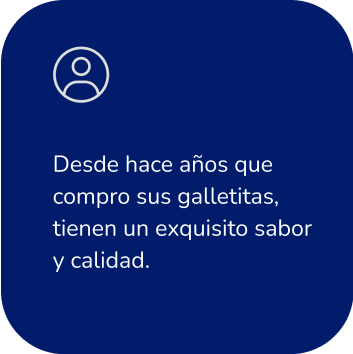 Desde hace años que
compro sus galletitas,
tienen un exquisito sabor
y calidad.